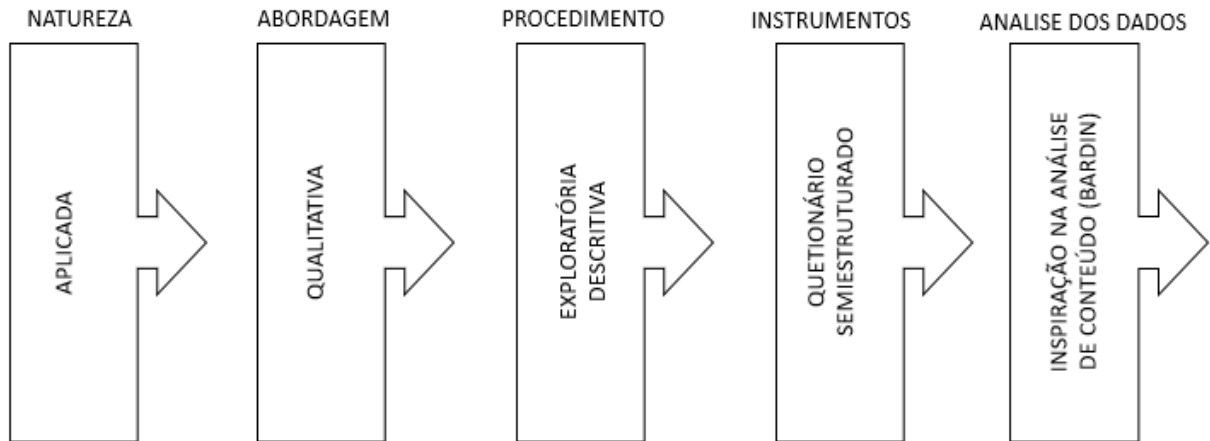 NATUREZA
ABORDAGEM
PROCEDIMENTO
INSTRUMENTOS
ANALISE DOS DADOS
APLICADA
QUALITATIVA
EXPLORATÓRIA
DESCRITIVA
QUETIONÁRIO
SEMIESTRUTURADO
INSPIRAÇÃO NA ANÁLISE
DE CONTEÚDO (BARDIN)